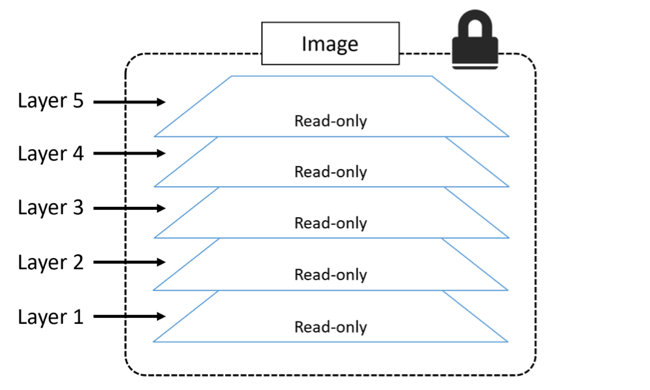 Image
Layer 5
Read-only
Layer 4
Read-only
Layer 3
Read-only
Layer 2
Read-only
Layer 1
Read-only